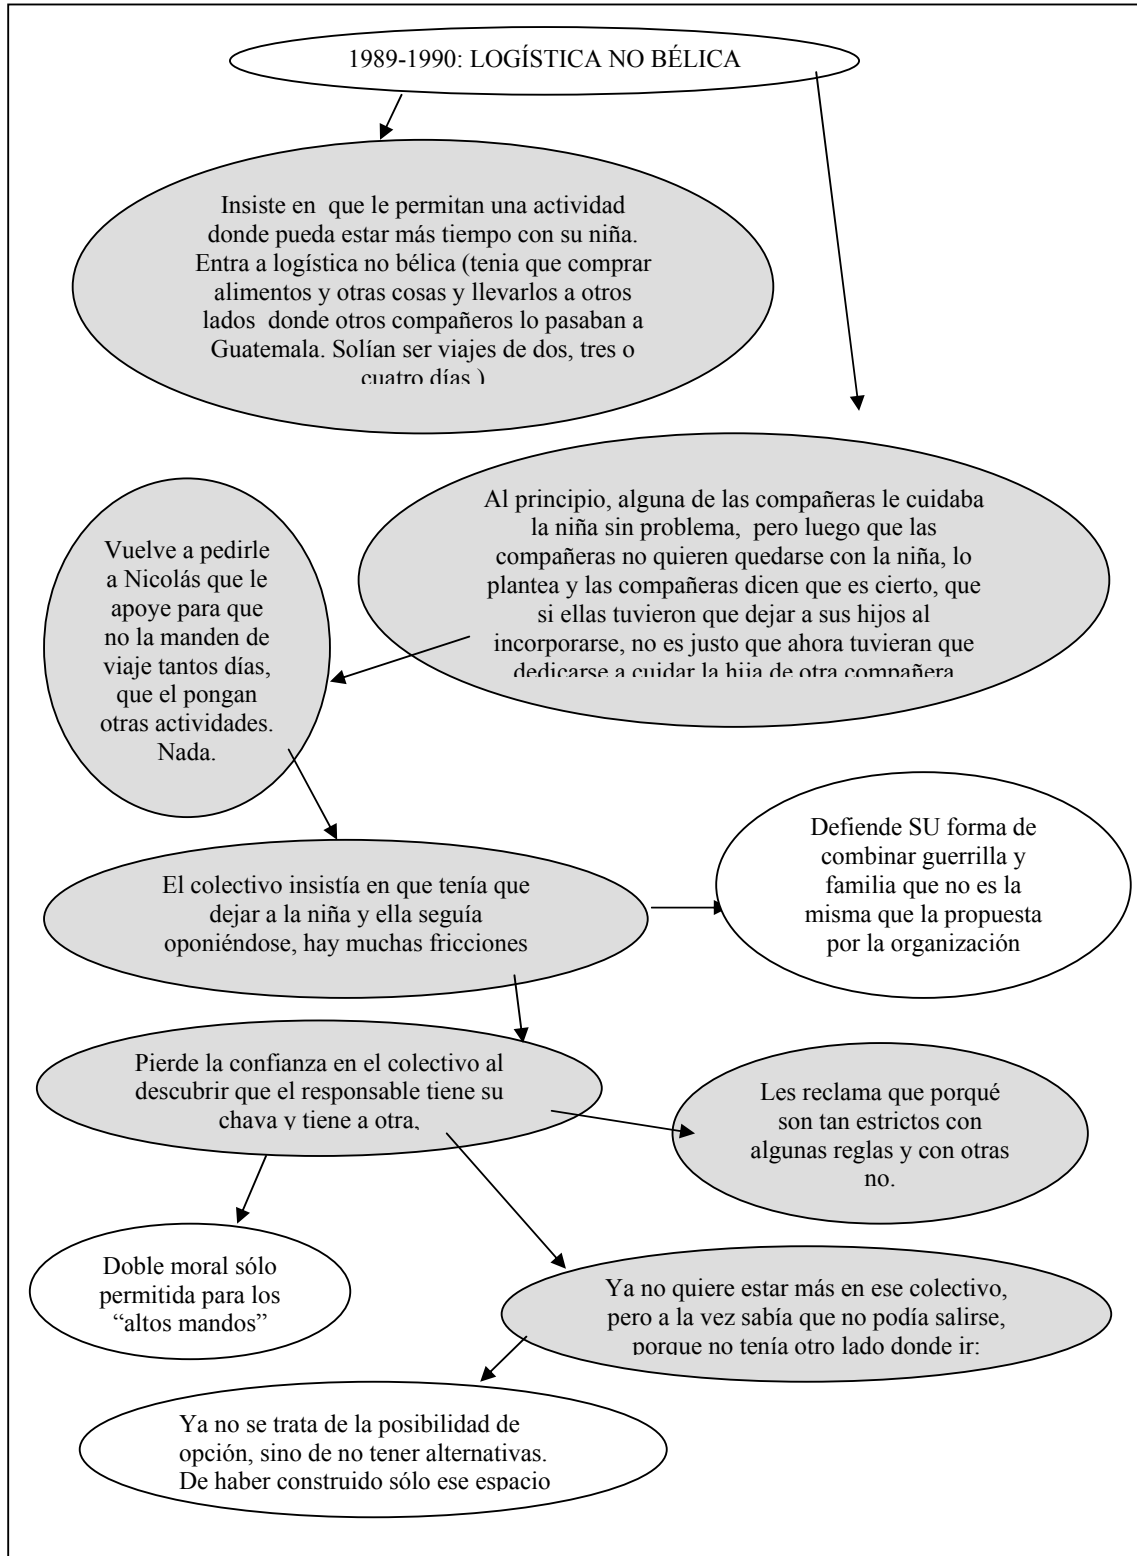 1989-1990: LOGÍSTICA NO BÉLICA
Insiste en que le permitan una actividad
donde pueda estar más tiempo con su niña.
Entra a logística no bélica (tenia que comprar
alimentos y otras cosas y llevarlos a otros
lados donde otros compañeros lo pasaban a
Guatemala. Solían ser viajes de dos, tres o
cuatro días.)
Al principio, alguna de las compañeras le cuidaba
la niña sin problema, pero luego que las
compañeras no quieren quedarse con la niña, lo
plantea y las compañeras dicen que es cierto, que
si ellas tuvieron que dejar a sus hijos al
incorporarse, no es justo que ahora tuvieran que
dedicarse a cuidar la hija de otra compañera
Vuelve a pedirle
a Nicolás que le
apoye para que
no la manden de
viaje tantos días,
que el pongan
otras actividades.
Nada.
El colectivo insistía en que tenía que
dejar a la niña y ella seguía
oponiéndose, hay muchas fricciones
Defiende SU forma de
combinar guerrilla y
familia que no es la
misma que la propuesta
por la organización
Pierde la confianza en el colectivo al
descubrir que el responsable tiene su
chava y tiene a otra,
Les reclama que porqué
son tan estrictos con
algunas reglas y con otras
no.
Doble moral sólo
permitida para los
“altos mandos”
Ya no quiere estar más en ese colectivo,
pero a la vez sabía que no podía salirse,
porque no tenía otro lado donde ir:
Ya no se trata de la posibilidad de
opción, sino de no tener alternativas.
De haber construido sólo ese espacio